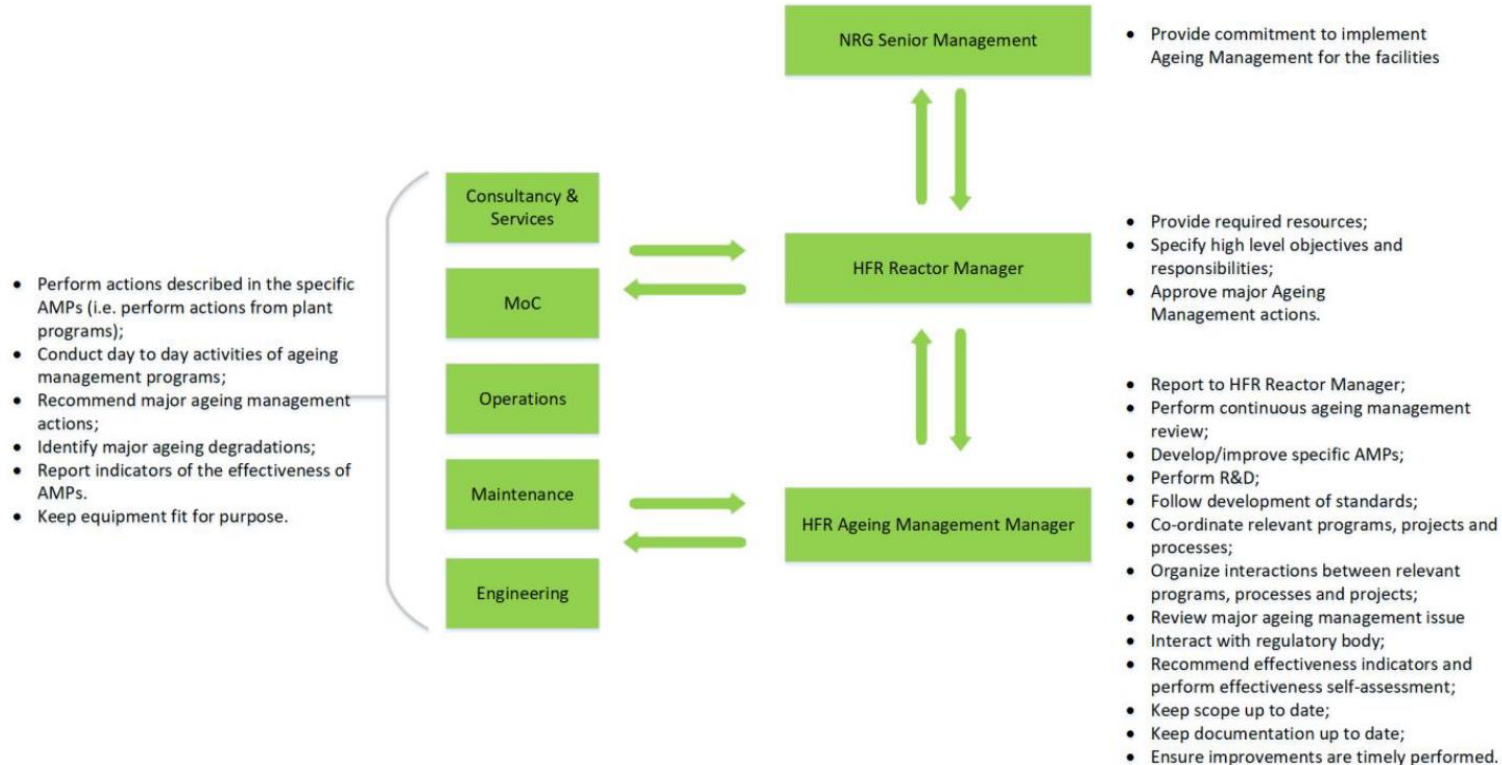 NRG Senior Management
• Provide commitment to implement
Ageing Management for the facilities
Consultancy &
Services
MoC
Operations
Maintenance
Engineering
• Perform actions described in the specific
AMPs (i.e. perform actions from plant
programs);
• Conduct day to day activities of ageing
management programs;
• Recommend major ageing management
actions;
• Identify major ageing degradations;
• Report indicators of the effectiveness of
AMPs.
• Keep equipment fit for purpose.
HFR Reactor Manager
• Provide required resources;
• Specify high level objectives and
responsibilities;
• Approve major Ageing
Management actions.
HFR Ageing Management Manager
• Report to HFR Reactor Manager;
• Perform continuous ageing management
review;
• Develop/improve specific AMPs;
• Perform R&D;
• Follow development of standards;
• Co-ordinate relevant programs, projects and
processes;
• Organize interactions between relevant
programs, processes and projects;
• Review major ageing management issue
• Interact with regulatory body;
• Recommend effectiveness indicators and
perform effectiveness self-assessment;
• Keep scope up to date;
• Keep documentation up to date;
• Ensure improvements are timely performed.